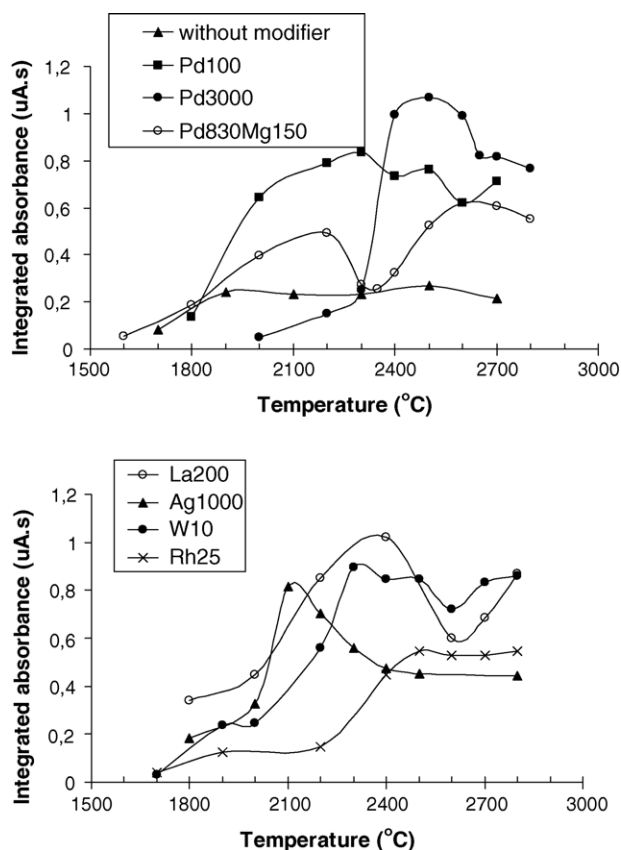 without modifier
Pd100
Pd3000
Pd830Mg150
Integrated absorbance (uA.s)
1,2
1
0,8
0,6
0,4
0,2
0
1500 1800 2100 2400 2700 3000
Temperature (°C)
La200
Ag1000
W10
Rh25
Integrated absorbance (uA.s)
1,2
1
0,8
0,6
0,4
0,2
0
1500 1800 2100 2400 2700 3000
Temperature (°C)